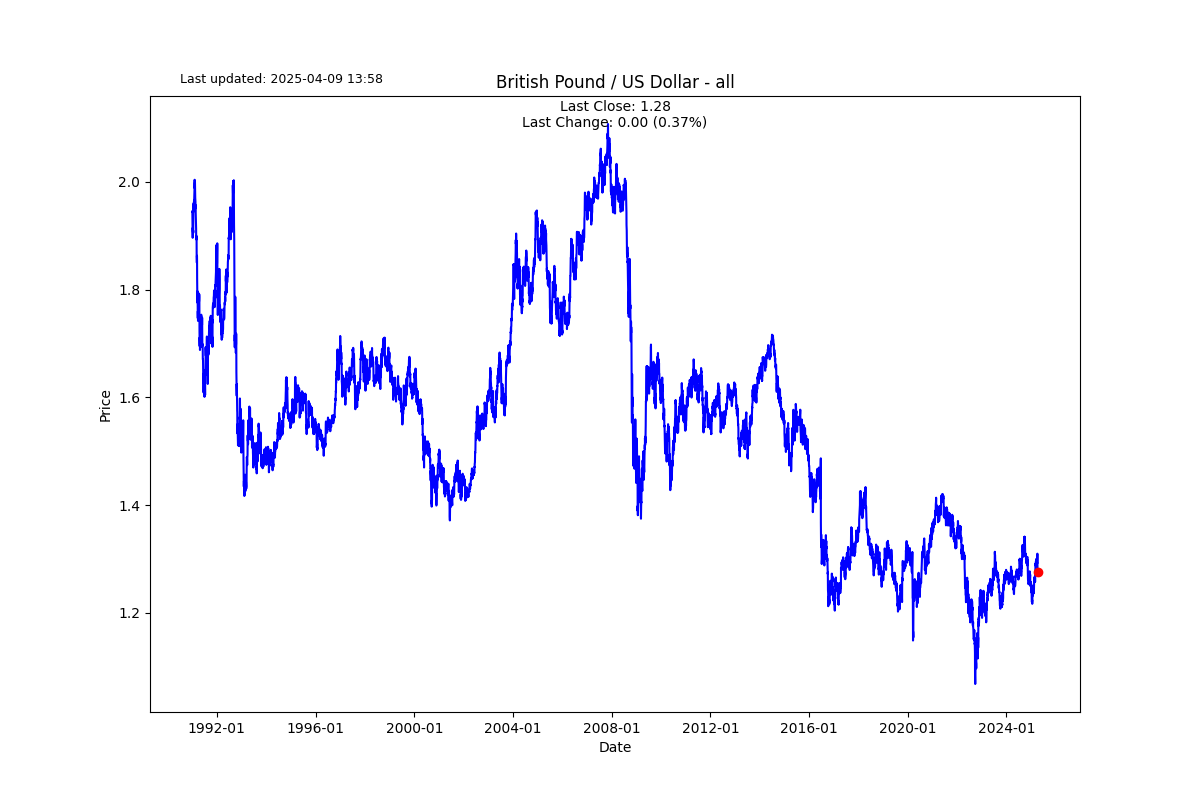 Last updated: 2025-04-09 13:58
British Pound / US Dollar - all
Last Close: 1.28
Last Change: 0.00 (0.37%)
Price
2.0
1.8
1.6
1.4
1.2
1992-01 1996-01 2000-01 2004-01 2008-01 2012-01 2016-01 2020-01 2024-01
Date